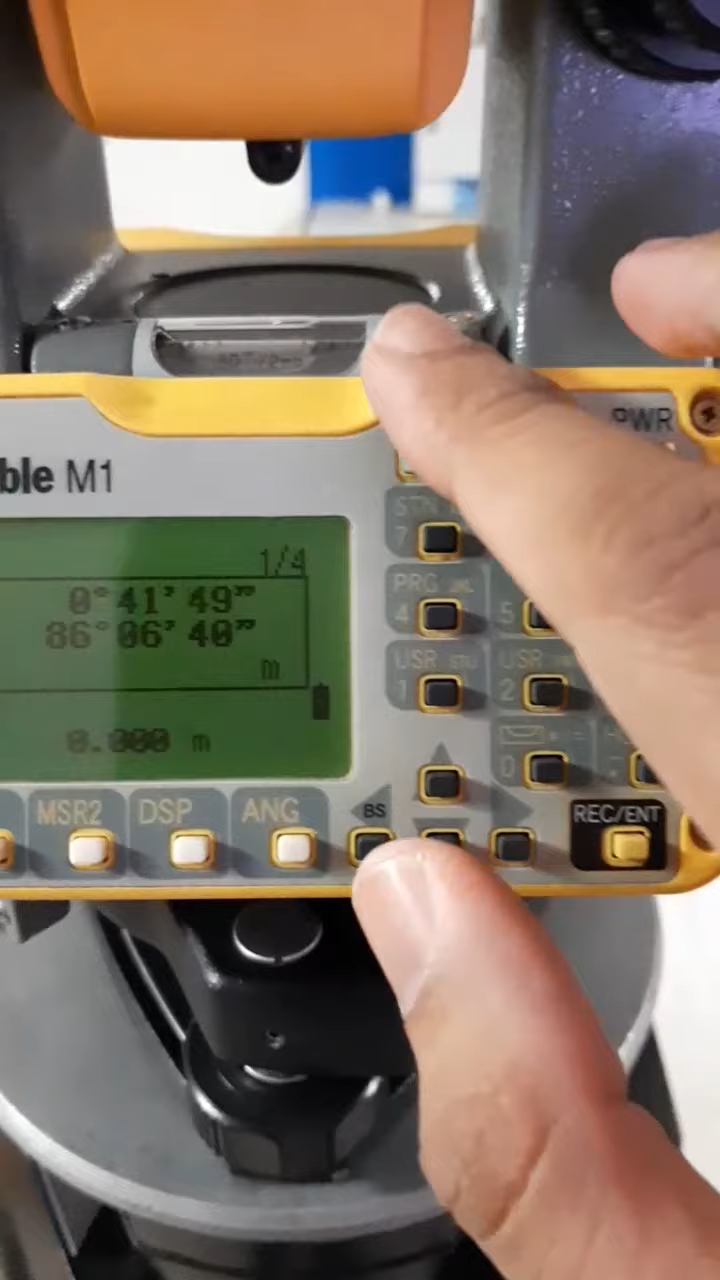 ble M1
PWR
1/4
0° 41' 49"
86° 06' 40"
m
0.000 m
STN
7
PRG
4
5
USR STU
1
USR
2
0
MSR2
DSP
ANG
BS
REC/ENT